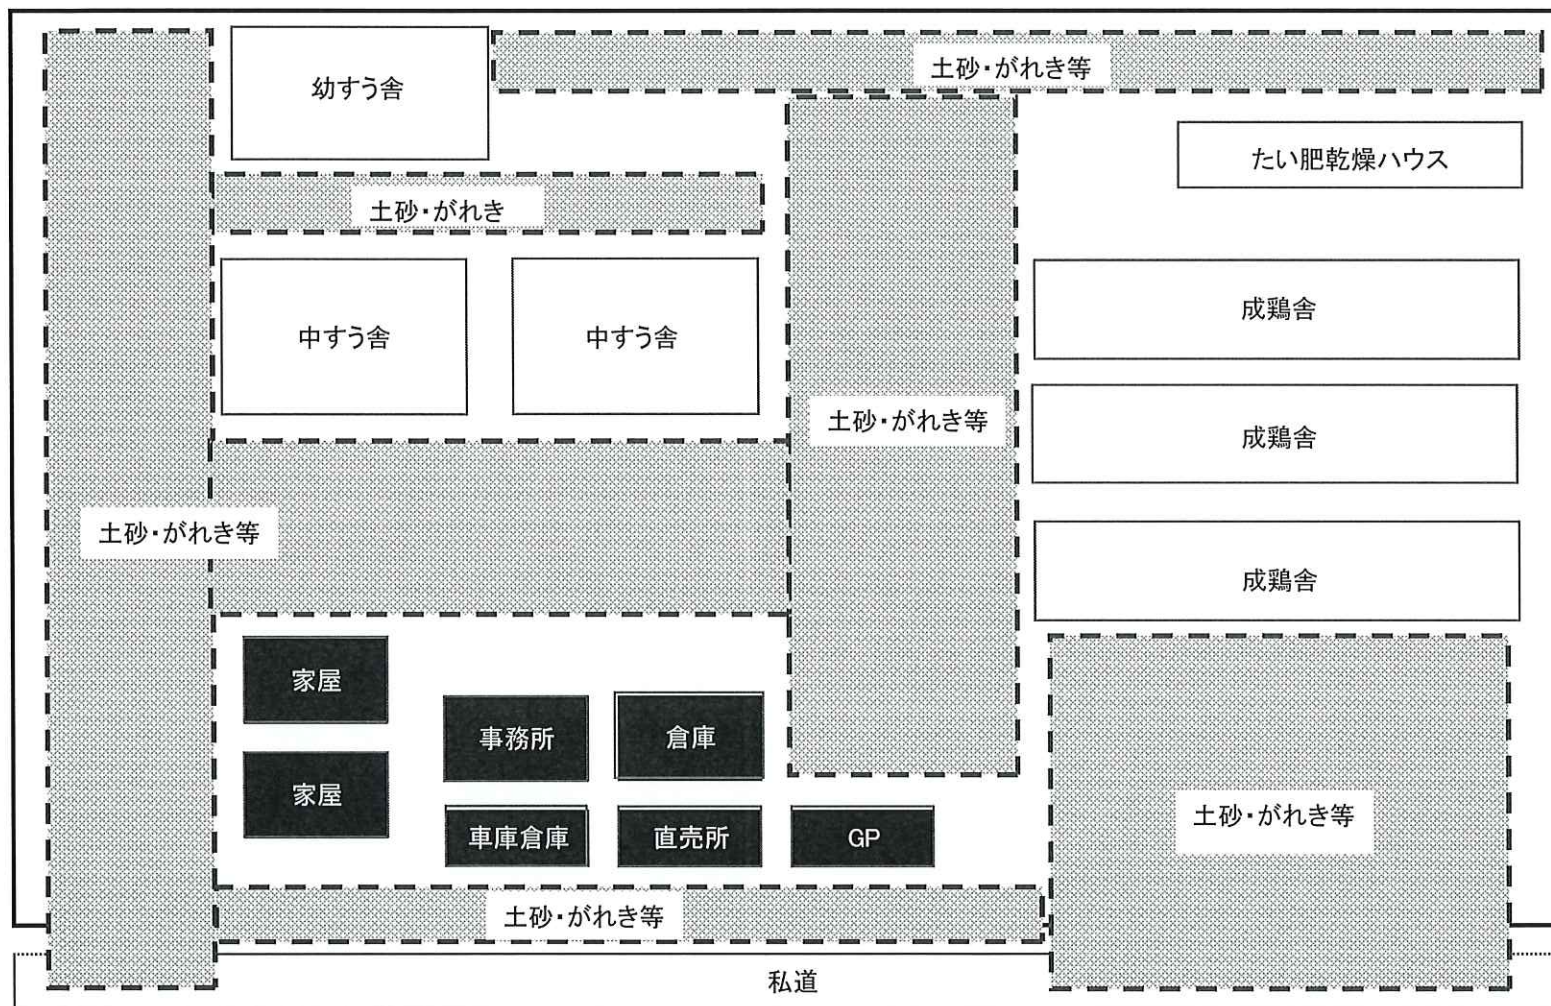 土砂・がれき等
幼すう舎
たい肥乾燥ハウス
土砂・がれき
成鶏舎
中すう舎
中すう舎
土砂・がれき等
成鶏舎
土砂・がれき等
成鶏舎
家屋
事務所
倉庫
家屋
土砂・がれき等
車庫倉庫
直売所
GP
土砂・がれき等
私道